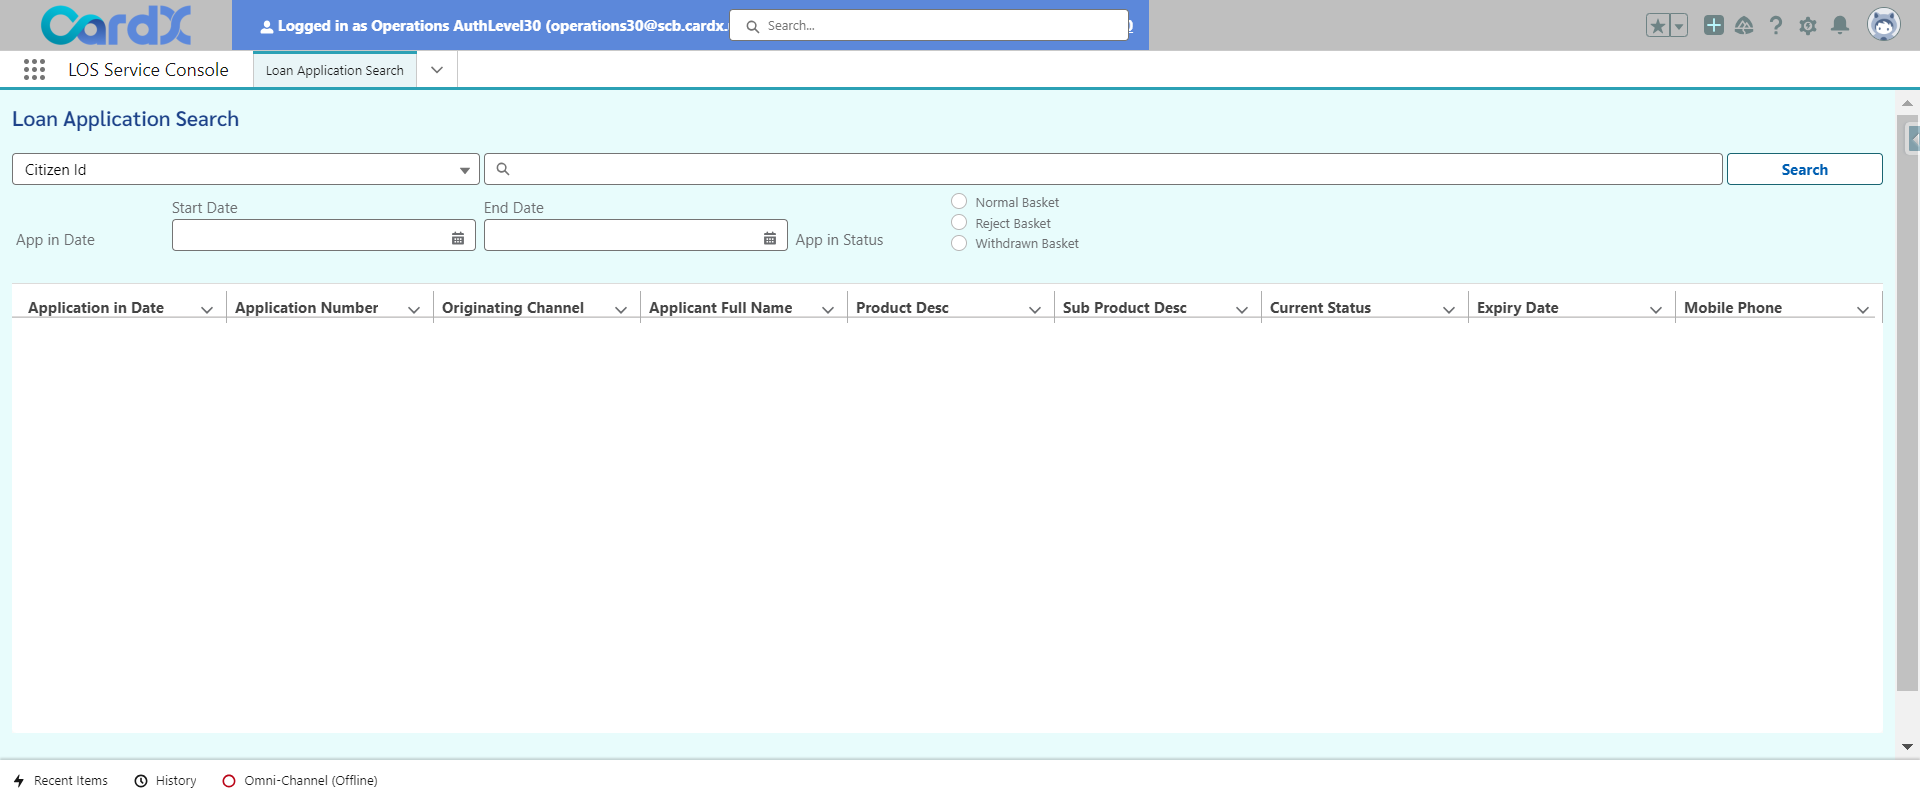 CardX
Logged in as Operations AuthLevel30 (operations30@scb.cardx.
Search...
LOS Service Console
Loan Application Search
Loan Application Search
Citizen Id
Search
Start Date
End Date
App in Date
App in Status
Normal Basket
Reject Basket
Withdrawn Basket
Application in Date Application Number Originating Channel Applicant Full Name Product Desc Sub Product Desc Current Status Expiry Date Mobile Phone
Recent Items History Omni-Channel (Offline)